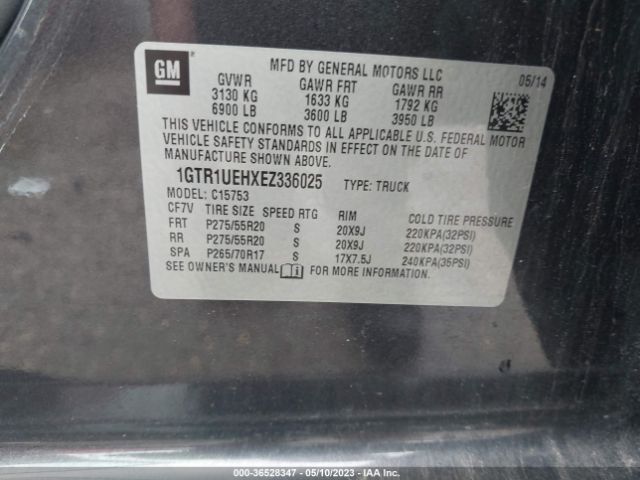 GM
MFD BY GENERAL MOTORS LLC 05/14
GVWR GAWR FRT GAWR RR
3130 KG 1633 KG 1792 KG
6900 LB 3600 LB 3950 LB
THIS VEHICLE CONFORMS TO ALL APPLICABLE U.S. FEDERAL MOTOR
VEHICLE SAFETY STANDARDS IN EFFECT ON THE DATE OF
MANUFACTURE SHOWN ABOVE.
1GTR1UEHXEZ336025 TYPE: TRUCK
MODEL: C15753
CF7V TIRE SIZE SPEED RTG RIM COLD TIRE PRESSURE
FRT P275/55R20 S 20X9J 220KPA(32PSI)
RR P275/55R20 S 20X9J 220KPA(32PSI)
SPA P265/70R17 S 17X7.5J 240KPA(35PSI)
SEE OWNER'S MANUAL FOR MORE INFORMATION.
000-36528347 - 05/10/2023 - IAA Inc.